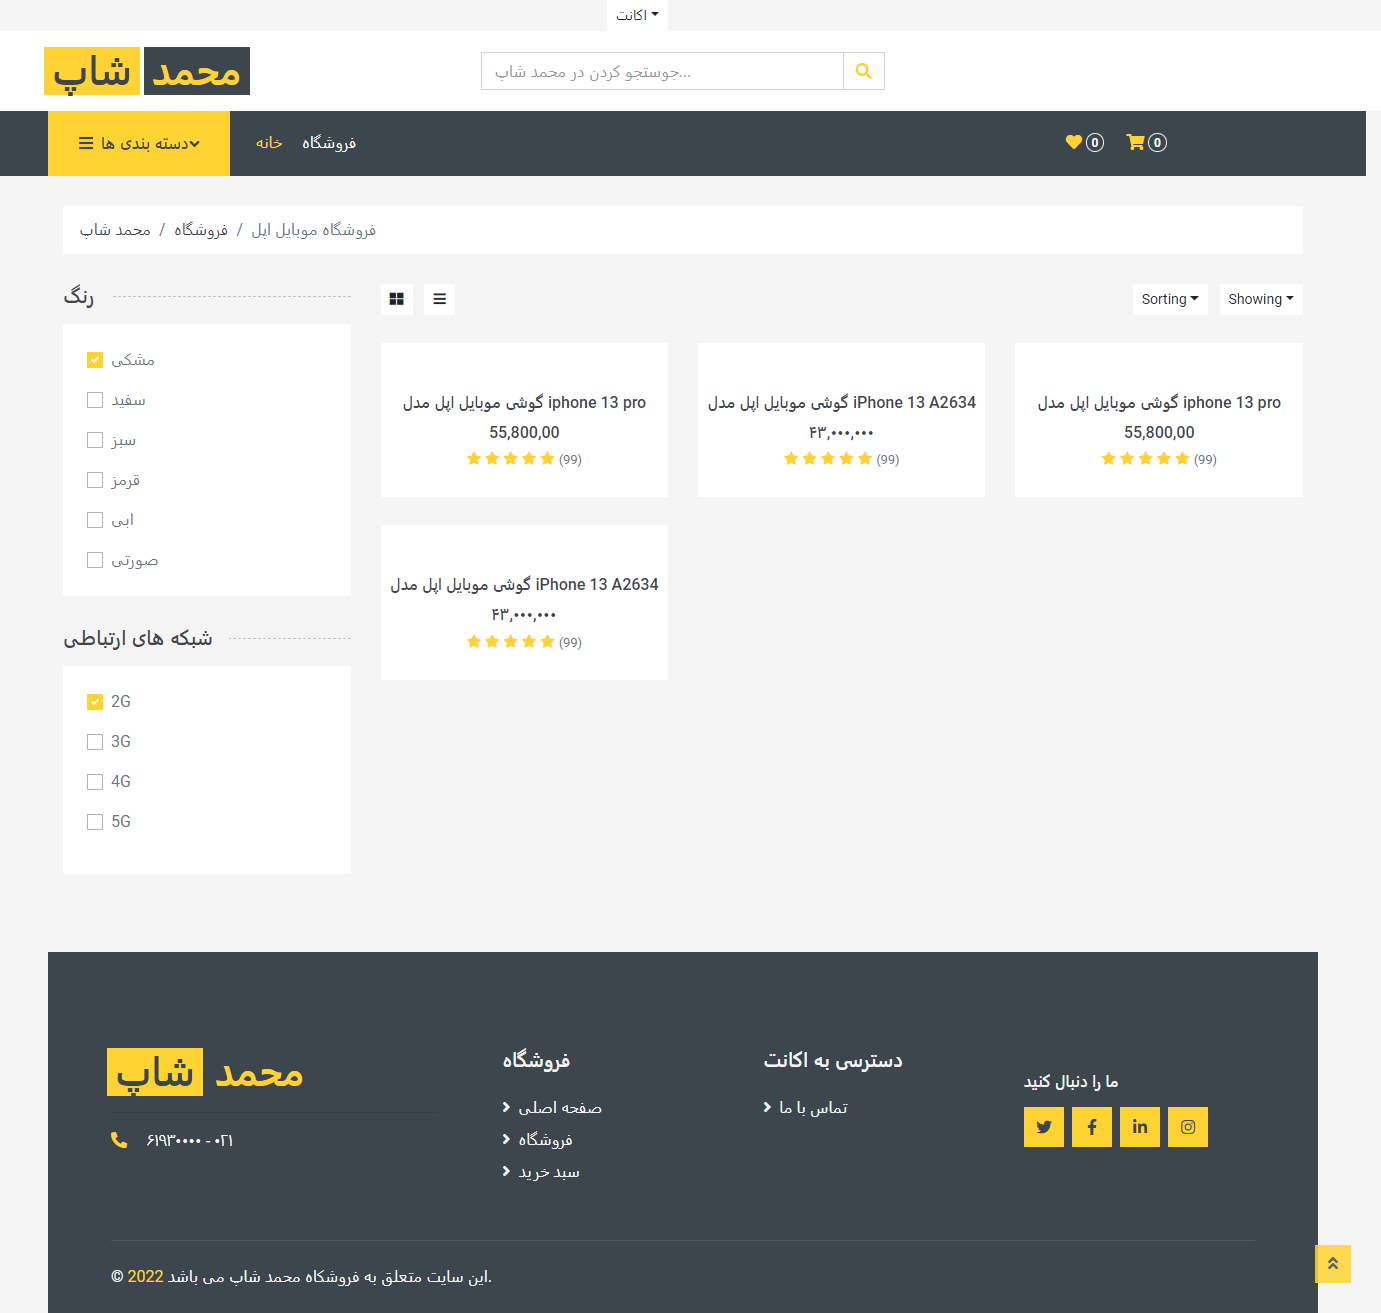 اکانت
محمد شاپ
جوستجو کردن در محمد شاپ...
دسته بندی ها
خانه
فروشگاه
0
0
محمد شاپ / فروشگاه / فروشگاه موبایل اپل
رنگ
مشکی
سفید
سبز
قرمز
ابی
صورتی
شبکه های ارتباطی
2G
3G
4G
5G
Sorting
Showing
گوشی موبایل اپل مدل iphone 13 pro
55,800,00
(99)
گوشی موبایل اپل مدل iPhone 13 A2634
۴۳,۰۰۰,۰۰۰
(99)
گوشی موبایل اپل مدل iphone 13 pro
55,800,00
(99)
گوشی موبایل اپل مدل iPhone 13 A2634
۴۳,۰۰۰,۰۰۰
(99)
محمد شاپ
۶۱۹۳۰۰۰۰ - ۰۲۱
فروشگاه
صفحه اصلی
فروشگاه
سبد خرید
دسترسی به اکانت
تماس با ما
ما را دنبال کنید
© 2022 این سایت متعلق به فروشکاه محمد شاپ می باشد.